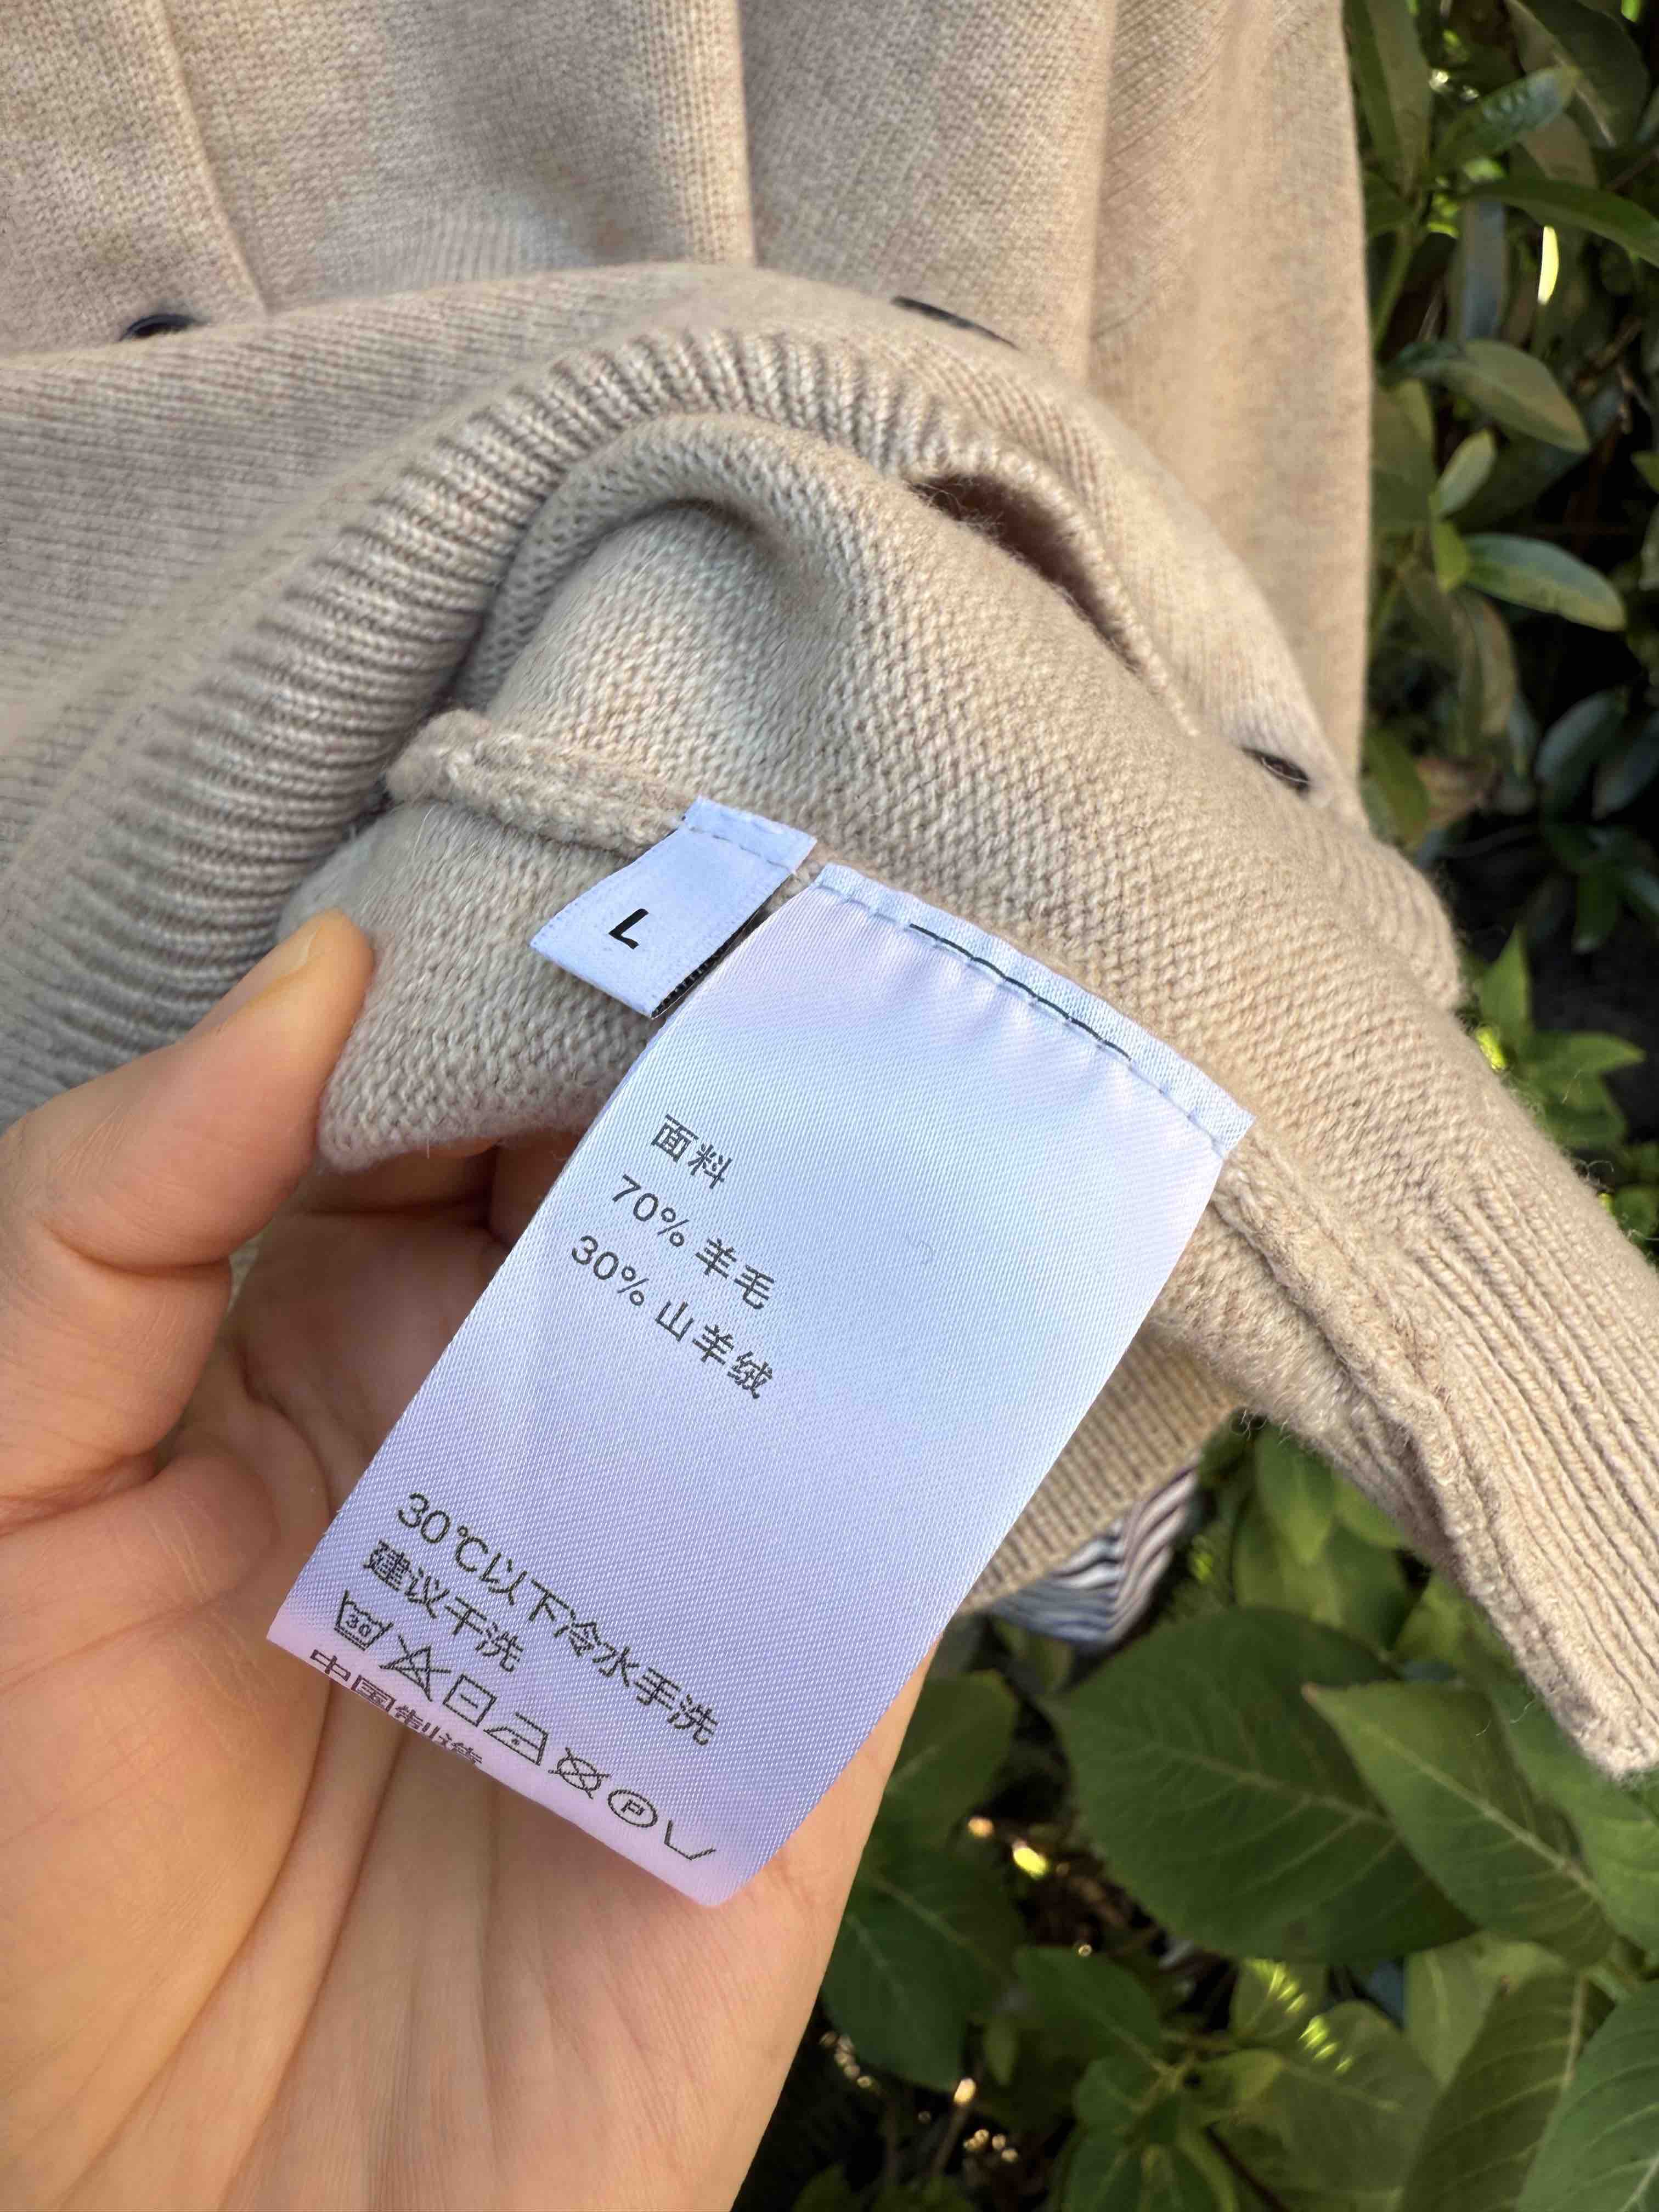 L
面料
70% 羊毛
30% 山羊绒
30℃以下冷水手洗
建议干洗
30
P
中国制造